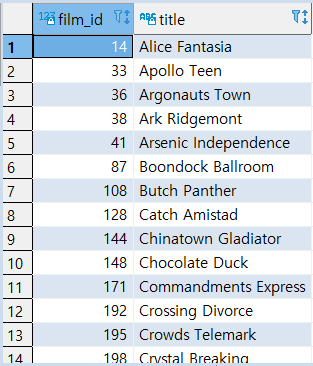 123 film_id ABC title
1 14 Alice Fantasia
2 33 Apollo Teen
3 36 Argonauts Town
4 38 Ark Ridgemont
5 41 Arsenic Independence
6 87 Boondock Ballroom
7 108 Butch Panther
8 128 Catch Amistad
9 144 Chinatown Gladiator
10 148 Chocolate Duck
11 171 Commandments Express
12 192 Crossing Divorce
13 195 Crowds Telemark
14 198 Crystal Breaking